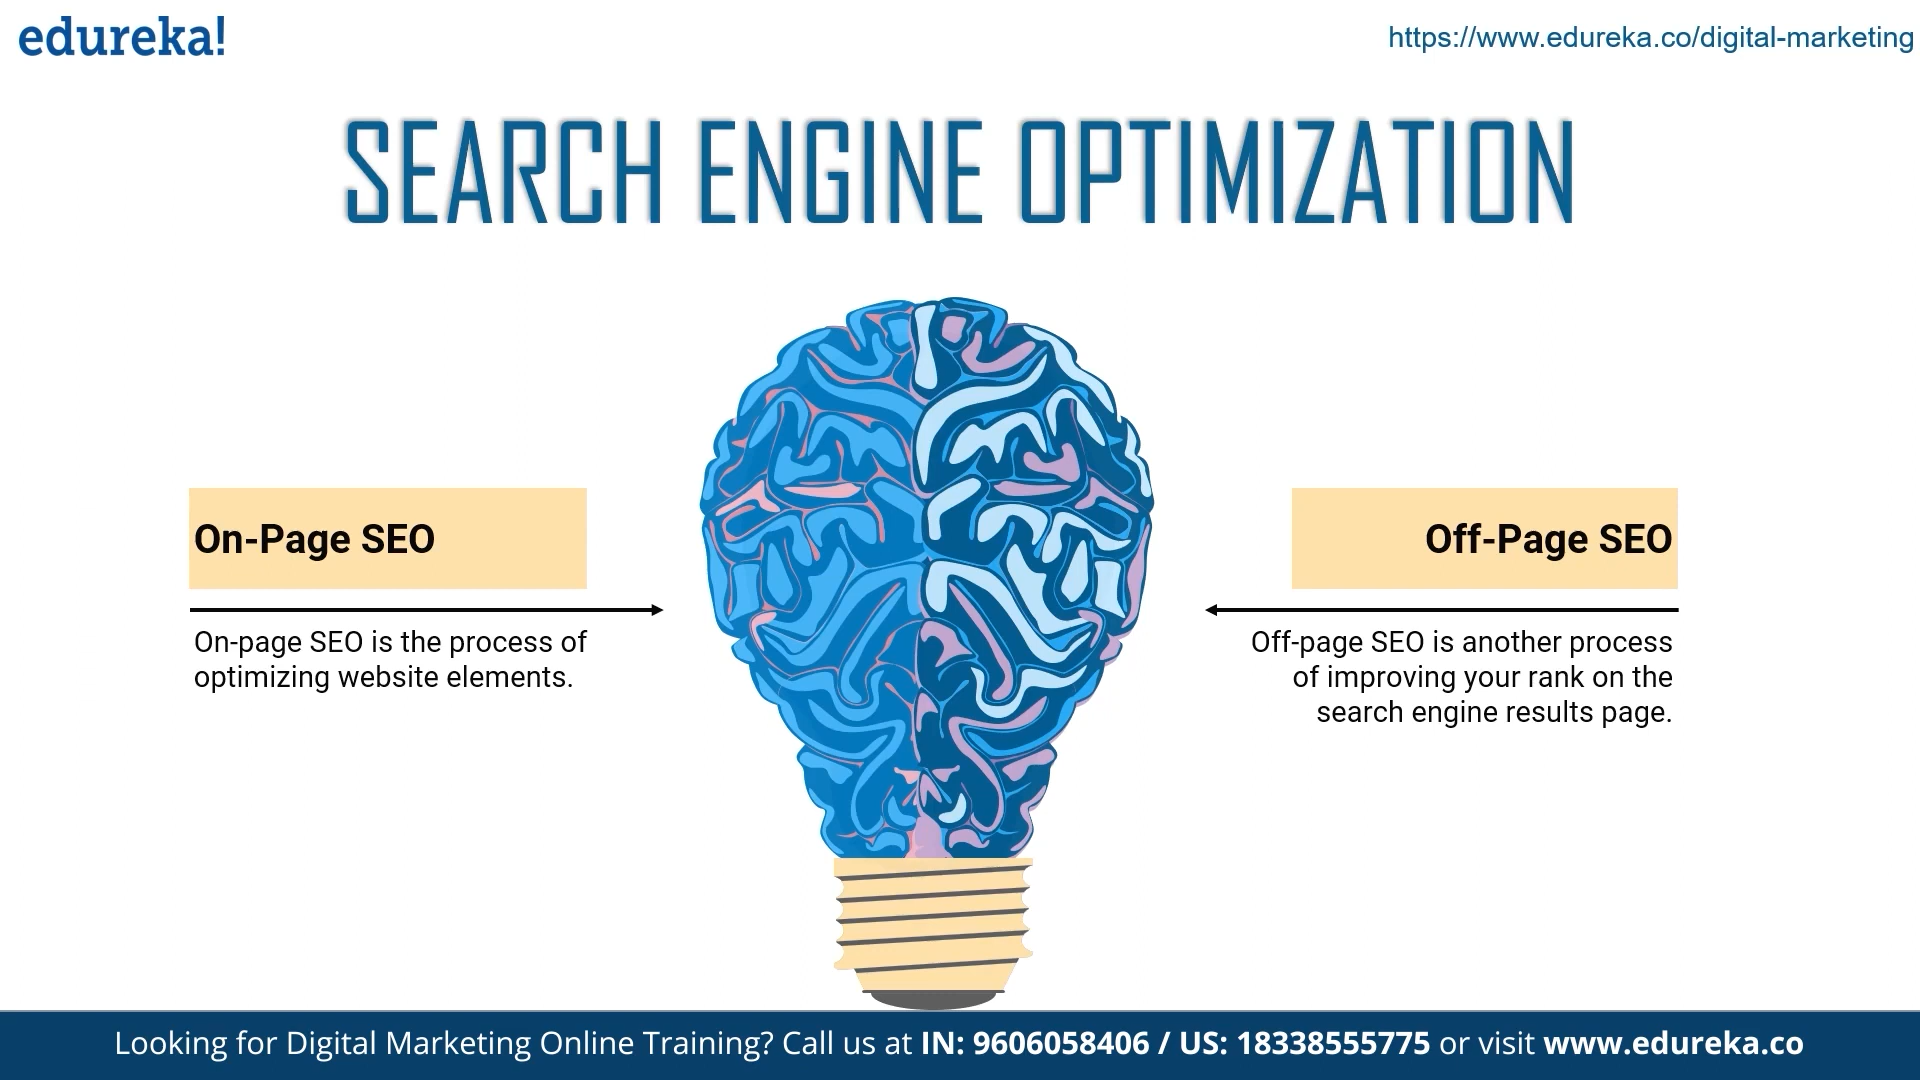 edureka!
https://www.edureka.co/digital-marketing
SEARCH ENGINE OPTIMIZATION
On-Page SEO
On-page SEO is the process of
optimizing website elements.
Off-Page SEO
Off-page SEO is another process
of improving your rank on the
search engine results page.
Looking for Digital Marketing Online Training? Call us at IN: 9606058406 / US: 18338555775 or visit www.edureka.co